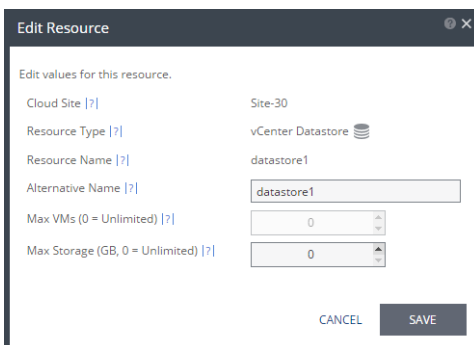 Edit Resource
Edit values for this resource.
Cloud Site |?| Site-30
Resource Type |?| vCenter Datastore
Resource Name |?| datastore1
Alternative Name |?| datastore1
Max VMs (0 = Unlimited) |?| 0
Max Storage (GB, 0 = Unlimited) |?| 0
CANCEL SAVE